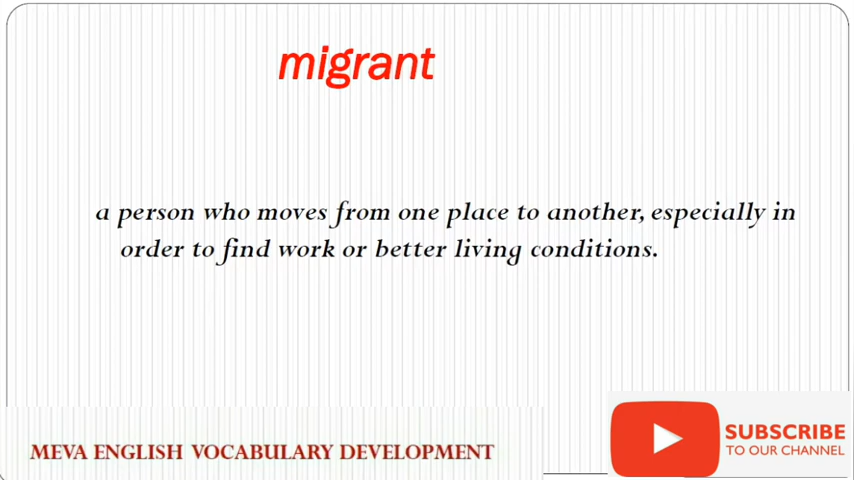 migrant
a person who moves from one place to another, especially in
order to find work or better living conditions.
MEVA ENGLISH VOCABULARY DEVELOPMENT
SUBSCRIBE
TO OUR CHANNEL